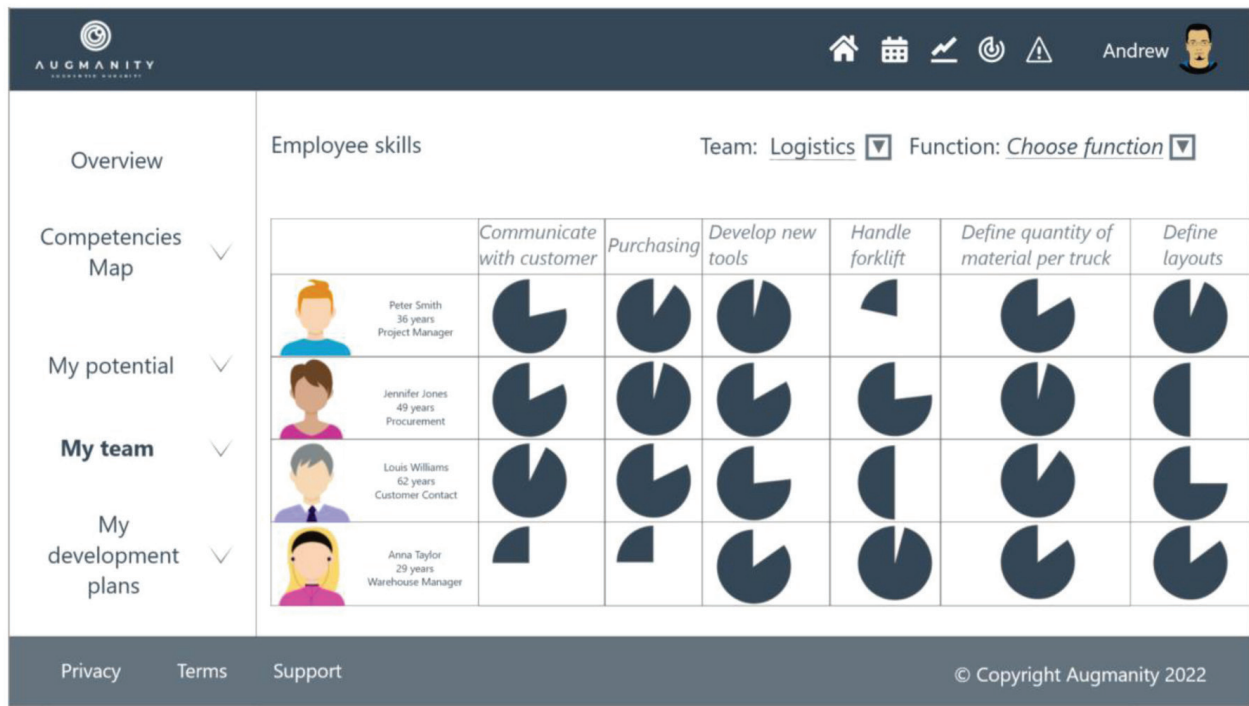 AUGMANITY
Andrew
Overview
Competencies
Map
My potential
My team
My
development
plans
Employee skills
Team: Logistics Function: Choose function
Communicate
with customer
Purchasing
Develop new
tools
Handle
forklift
Define quantity of
material per truck
Define
layouts
Peter Smith
36 years
Project Manager
Jennifer Jones
49 years
Procurement
Louis Williams
62 years
Customer Contact
Anna Taylor
29 years
Warehouse Manager
Privacy Terms Support
© Copyright Augmanity 2022